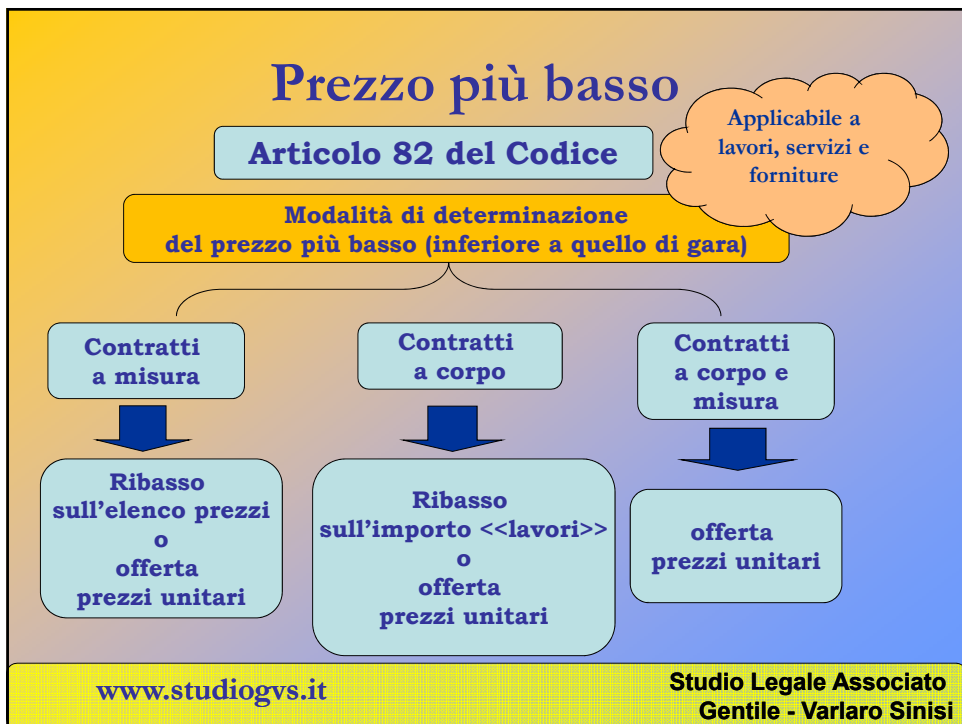 Prezzo più basso
Articolo 82 del Codice
Applicabile a
lavori, servizi e
forniture
Modalità di determinazione
del prezzo più basso (inferiore a quello di gara)
Contratti
a misura
Contratti
a corpo
Contratti
a corpo e
misura
Ribasso
sull’elenco prezzi
o
offerta
prezzi unitari
Ribasso
sull’importo <<lavori>>
o
offerta
prezzi unitari
offerta
prezzi unitari
www.studiogvs.it
Studio Legale Associato
Gentile - Varlaro Sinisi